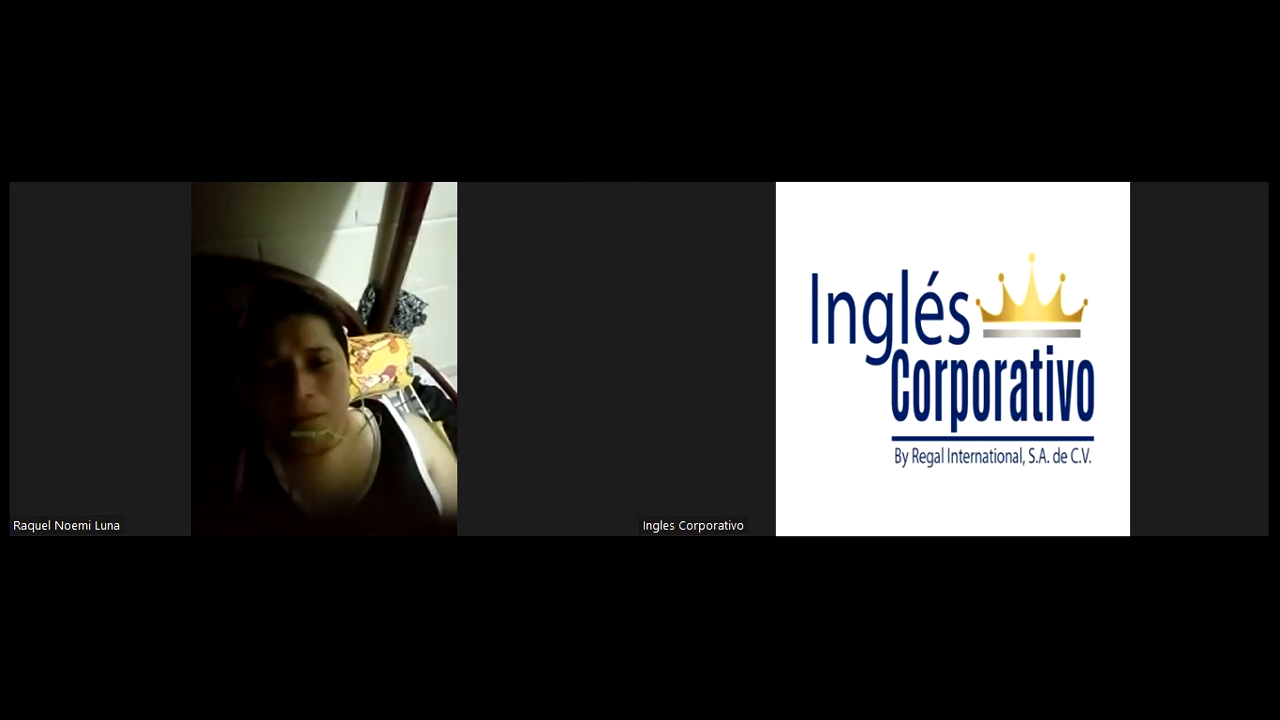 Inglés
Corporativo
By Regal International, S.A. de C.V.
Raquel Noemi Luna
Ingles Corporativo